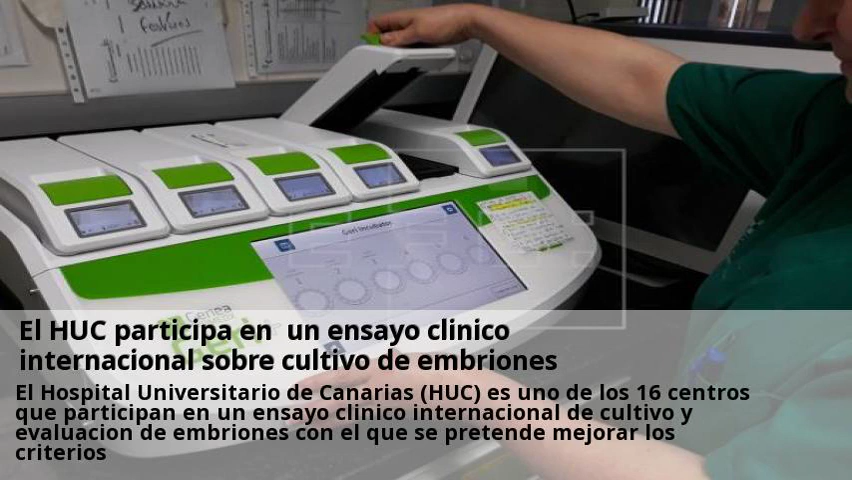 Geri Incubator
Genea
Geri
El HUC participa en  un ensayo clinico
internacional sobre cultivo de embriones
El Hospital Universitario de Canarias (HUC) es uno de los 16 centros
que participan en un ensayo clinico internacional de cultivo y
evaluacion de embriones con el que se pretende mejorar los
criterios